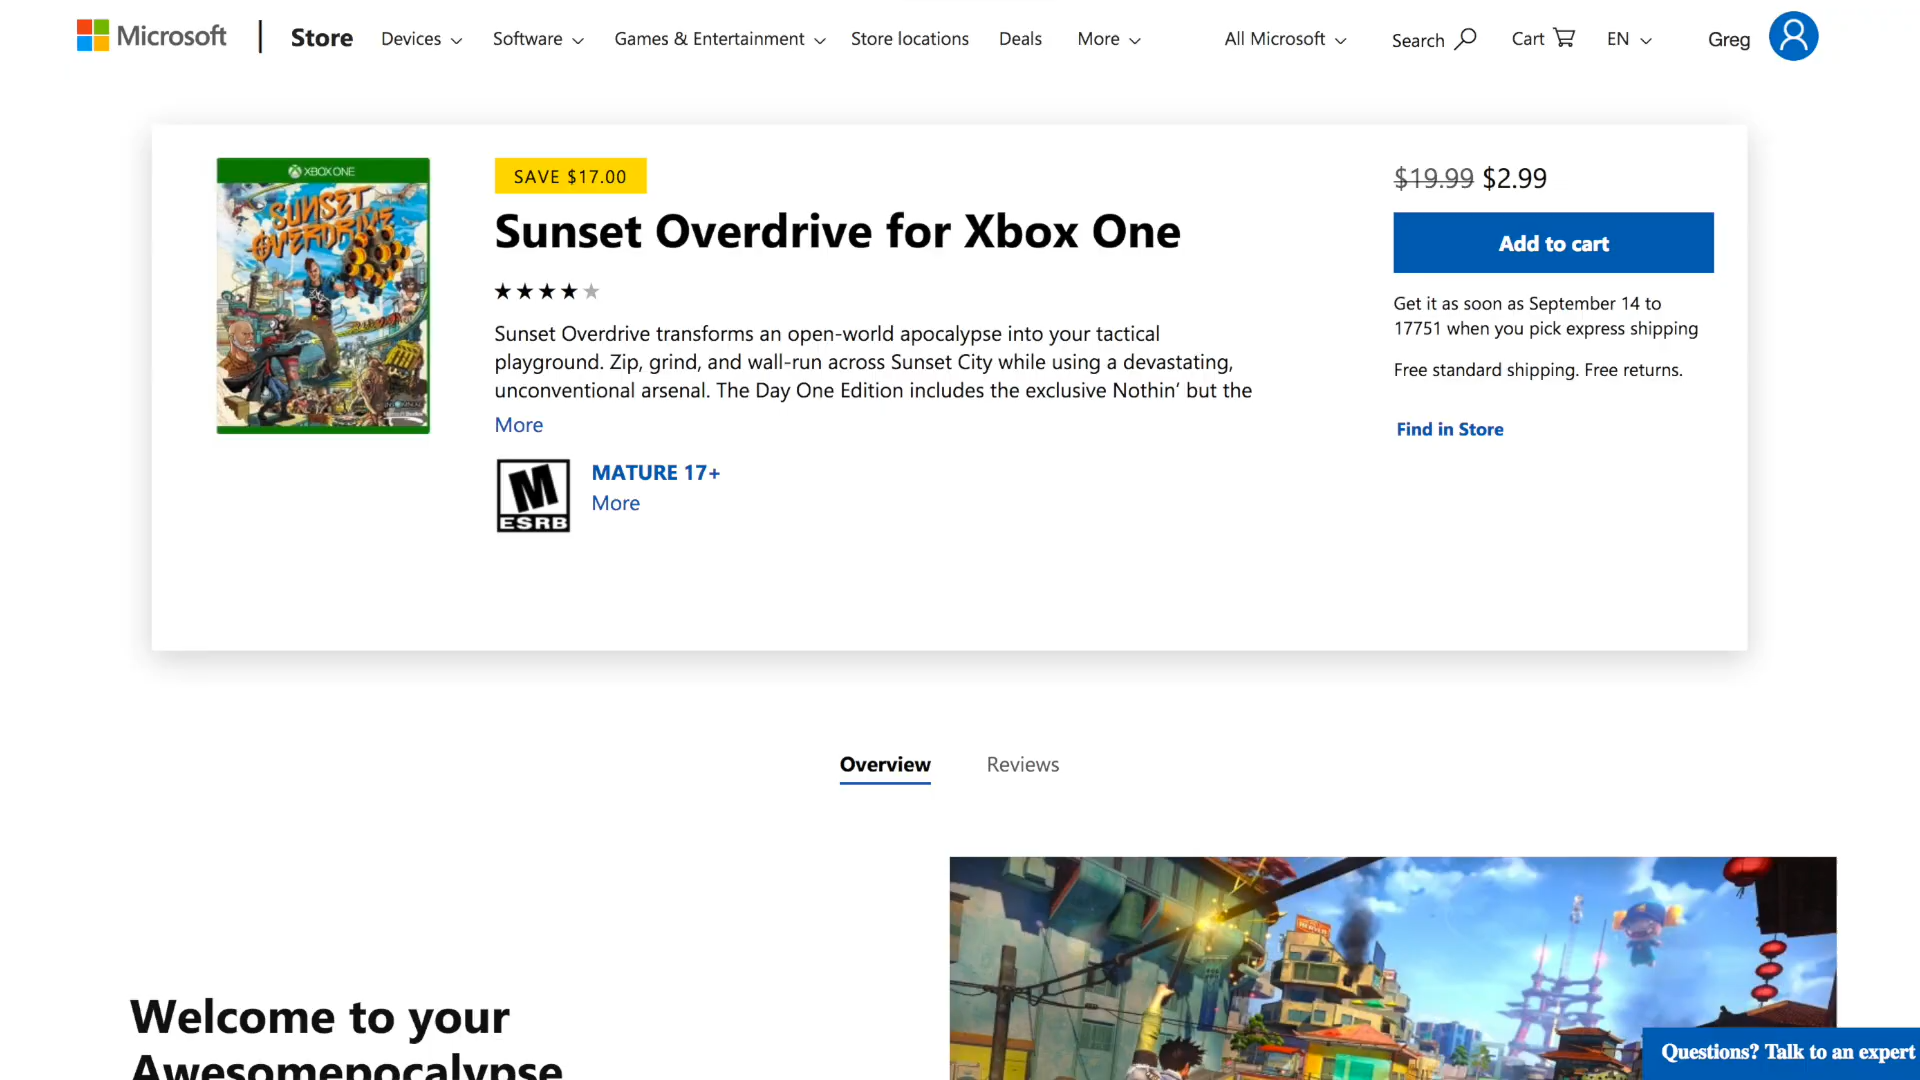 Microsoft
Store
Devices
Software
Games & Entertainment
Store locations
Deals
More
All Microsoft
Search
Cart
EN
Greg
XBOX ONE
SUNSET
OVERDRIVE
SAVE $17.00
Sunset Overdrive for Xbox One
Sunset Overdrive transforms an open-world apocalypse into your tactical
playground. Zip, grind, and wall-run across Sunset City while using a devastating,
unconventional arsenal. The Day One Edition includes the exclusive Nothin’ but the
More
M
ESRB
MATURE 17+
More
$19.99 $2.99
Add to cart
Get it as soon as September 14 to
17751 when you pick express shipping
Free standard shipping. Free returns.
Find in Store
Overview
Reviews
Welcome to your
Awesomepocalypse
Questions? Talk to an expert